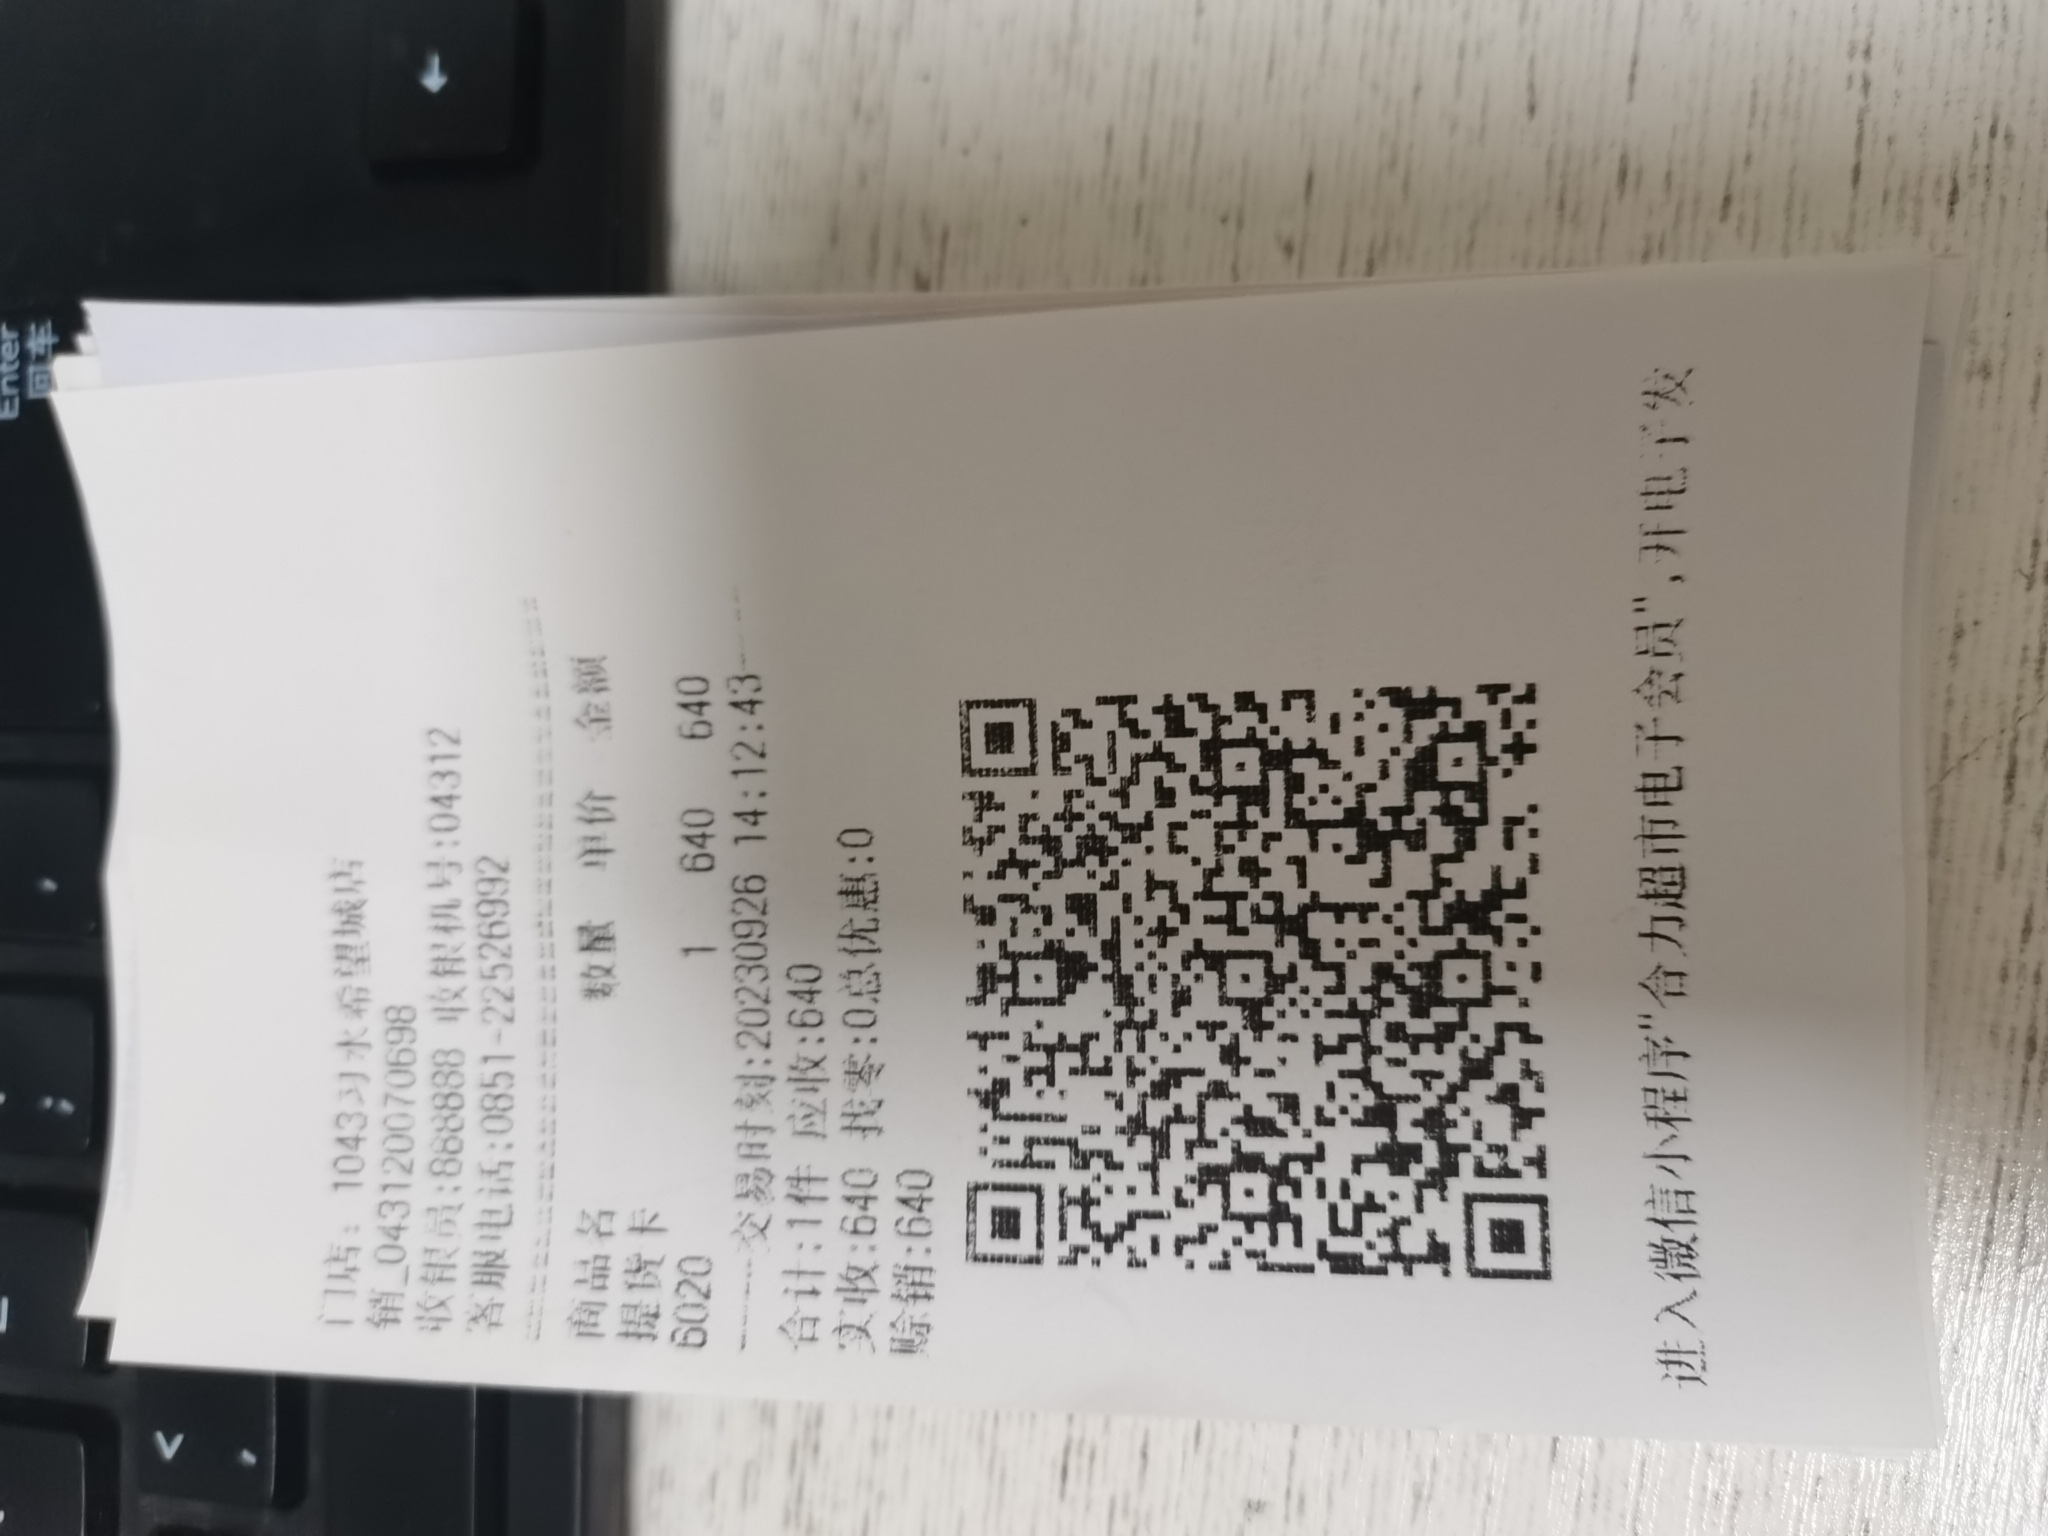 门店: 1043习水希望城店
销_04312007​0698
收银员:888888 收银机号:04312
客服电话:0851-22526992
商品名 数量 单价 金额
提货卡
6020 1 640 640
交易时刻:20230926 14:12:43
合计:1件 应收:640
实收:640 找零:0总优惠:0
赊销:640
进入微信小程序"合力超市电子会员",开电子发
Enter
回车